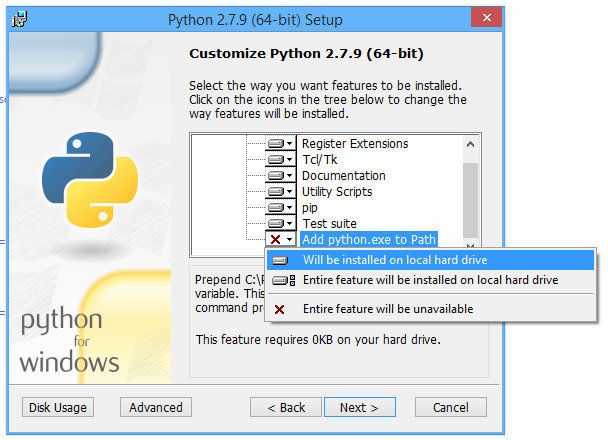 Python 2.7.9 (64-bit) Setup
Customize Python 2.7.9 (64-bit)
Select the way you want features to be installed.
Click on the icons in the tree below to change the
way features will be installed.
Register Extensions
Tcl/Tk
Documentation
Utility Scripts
pip
Test suite
Add python.exe to Path
Will be installed on local hard drive
Entire feature will be installed on local hard drive
Entire feature will be unavailable
Prepend C:\
variable. This
command
This feature requires 0KB on your hard drive.
python
for
windows
Disk Usage
Advanced
< Back
Next >
Cancel